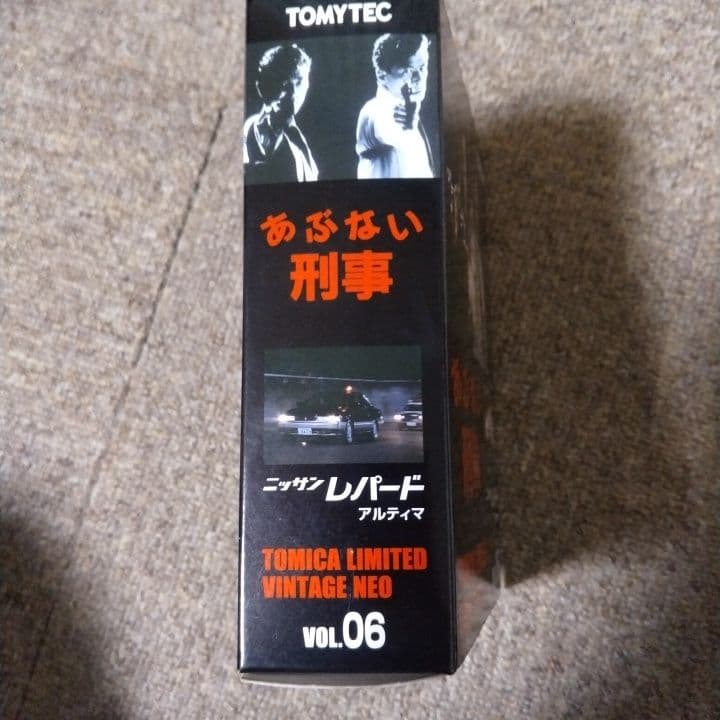 TOMYTEC
あぶない
刑事
ニッサン レパード
アルティマ
TOMICA LIMITED
VINTAGE NEO
VOL.06